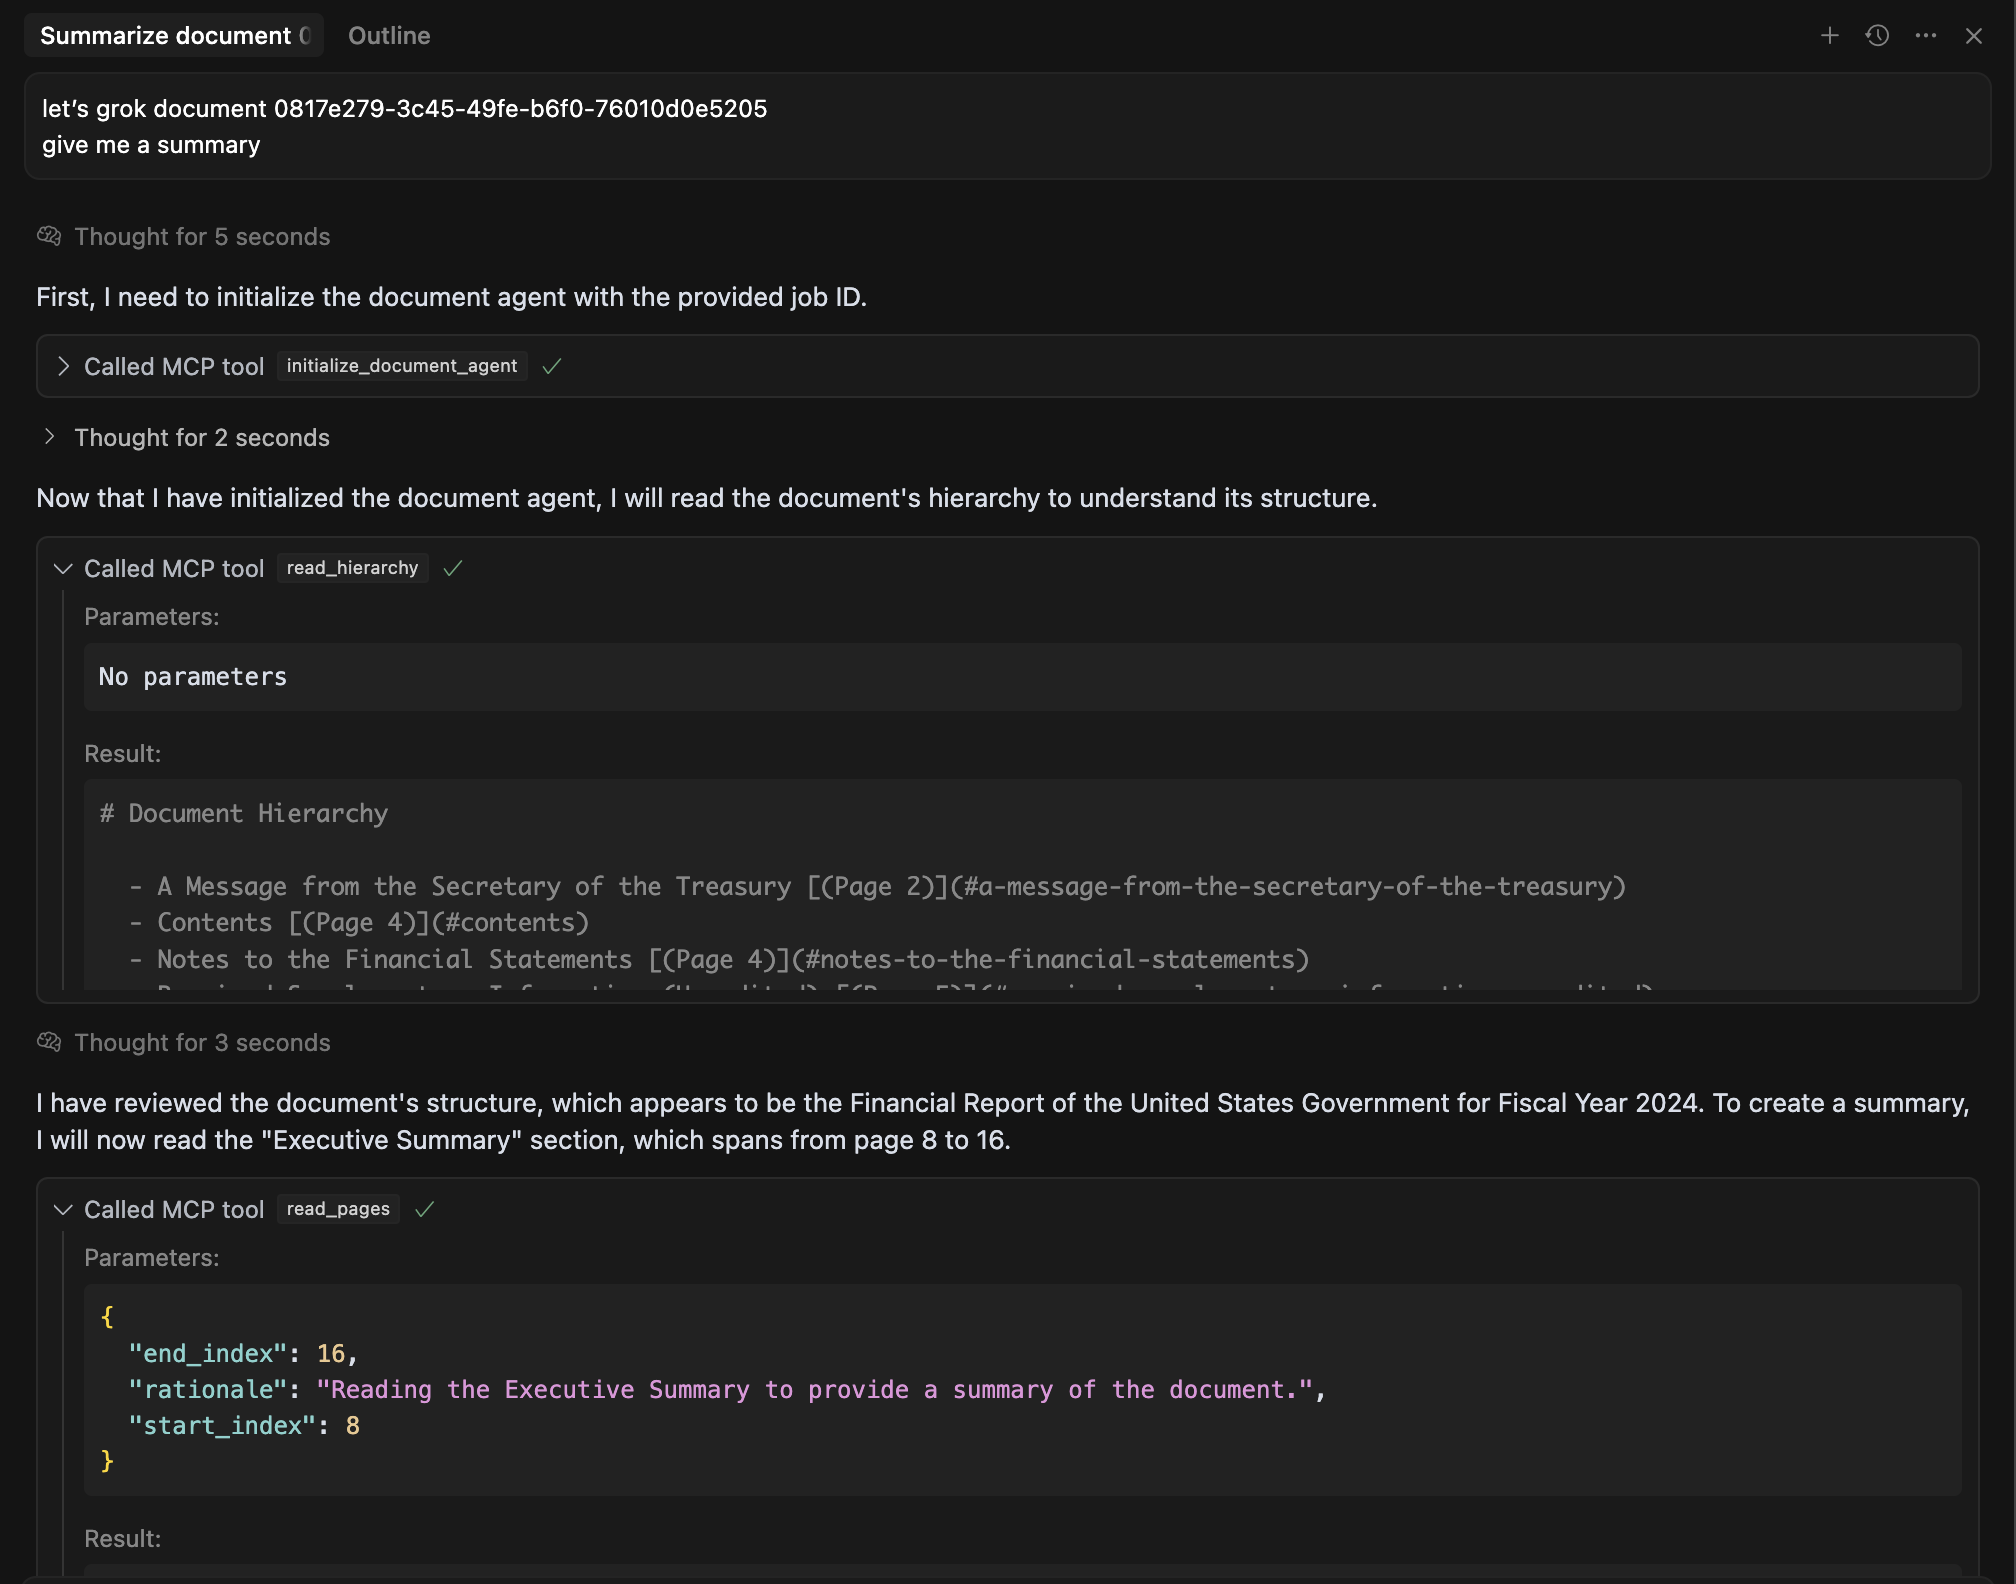 Summarize document
Outline
let’s grok document 0817e279-3c45-49fe-b6f0-76010d0e5205
give me a summary
Thought for 5 seconds
First, I need to initialize the document agent with the provided job ID.
Called MCP tool initialize_document_agent
Thought for 2 seconds
Now that I have initialized the document agent, I will read the document's hierarchy to understand its structure.
Called MCP tool read_hierarchy
Parameters:
No parameters
Result:
# Document Hierarchy
- A Message from the Secretary of the Treasury [(Page 2)](#a-message-from-the-secretary-of-the-treasury)
- Contents [(Page 4)](#contents)
- Notes to the Financial Statements [(Page 4)](#notes-to-the-financial-statements)
Thought for 3 seconds
I have reviewed the document's structure, which appears to be the Financial Report of the United States Government for Fiscal Year 2024. To create a summary,
I will now read the "Executive Summary" section, which spans from page 8 to 16.
Called MCP tool read_pages
Parameters:
{
"end_index": 16,
"rationale": "Reading the Executive Summary to provide a summary of the document.",
"start_index": 8
}
Result: